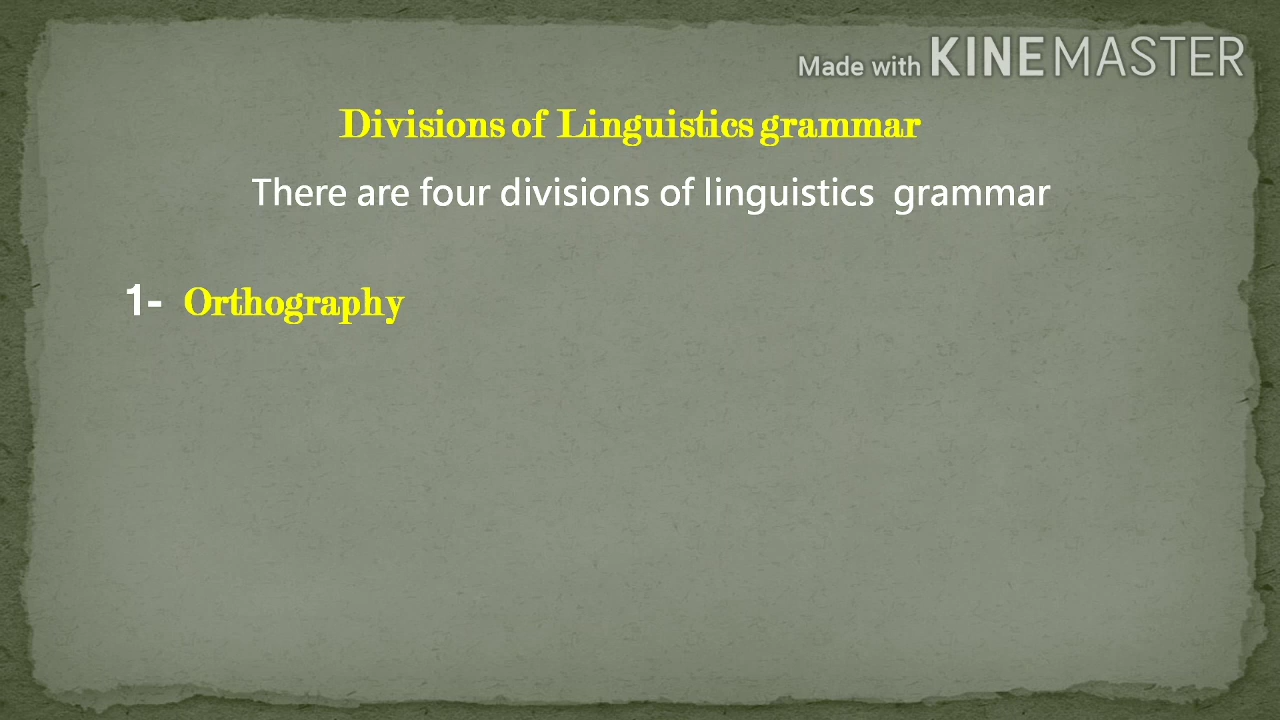 Made with KINEMASTER
Divisions of Linguistics grammar
There are four divisions of linguistics grammar
1- Orthography